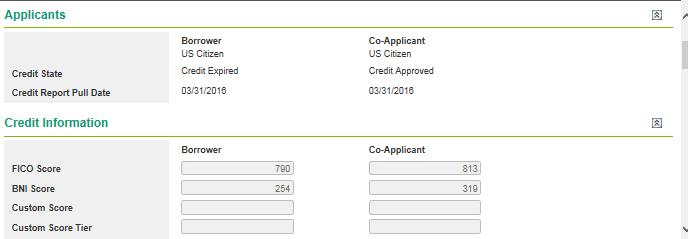 Applicants
Borrower Co-Applicant
US Citizen US Citizen
Credit State Credit Expired Credit Approved
Credit Report Pull Date 03/31/2016 03/31/2016
Credit Information
Borrower Co-Applicant
FICO Score 790 813
BNI Score 254 319
Custom Score
Custom Score Tier